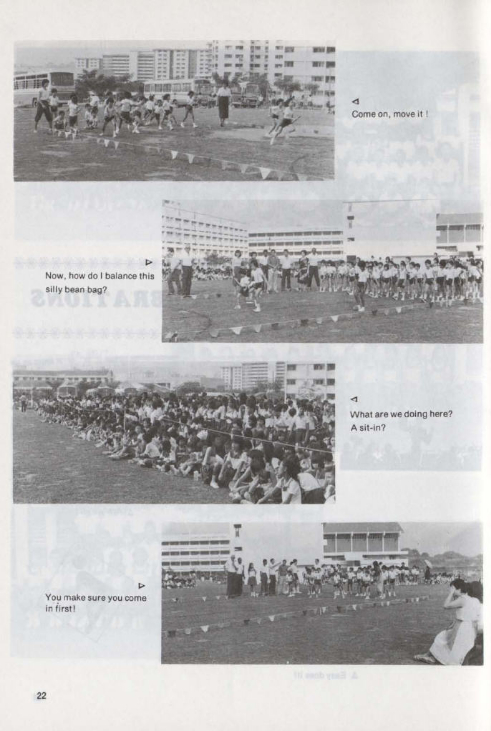 Come on, move it !
Now, how do I balance this
silly bean bag?
What are we doing here?
A sit-in?
You make sure you come
in first!
22